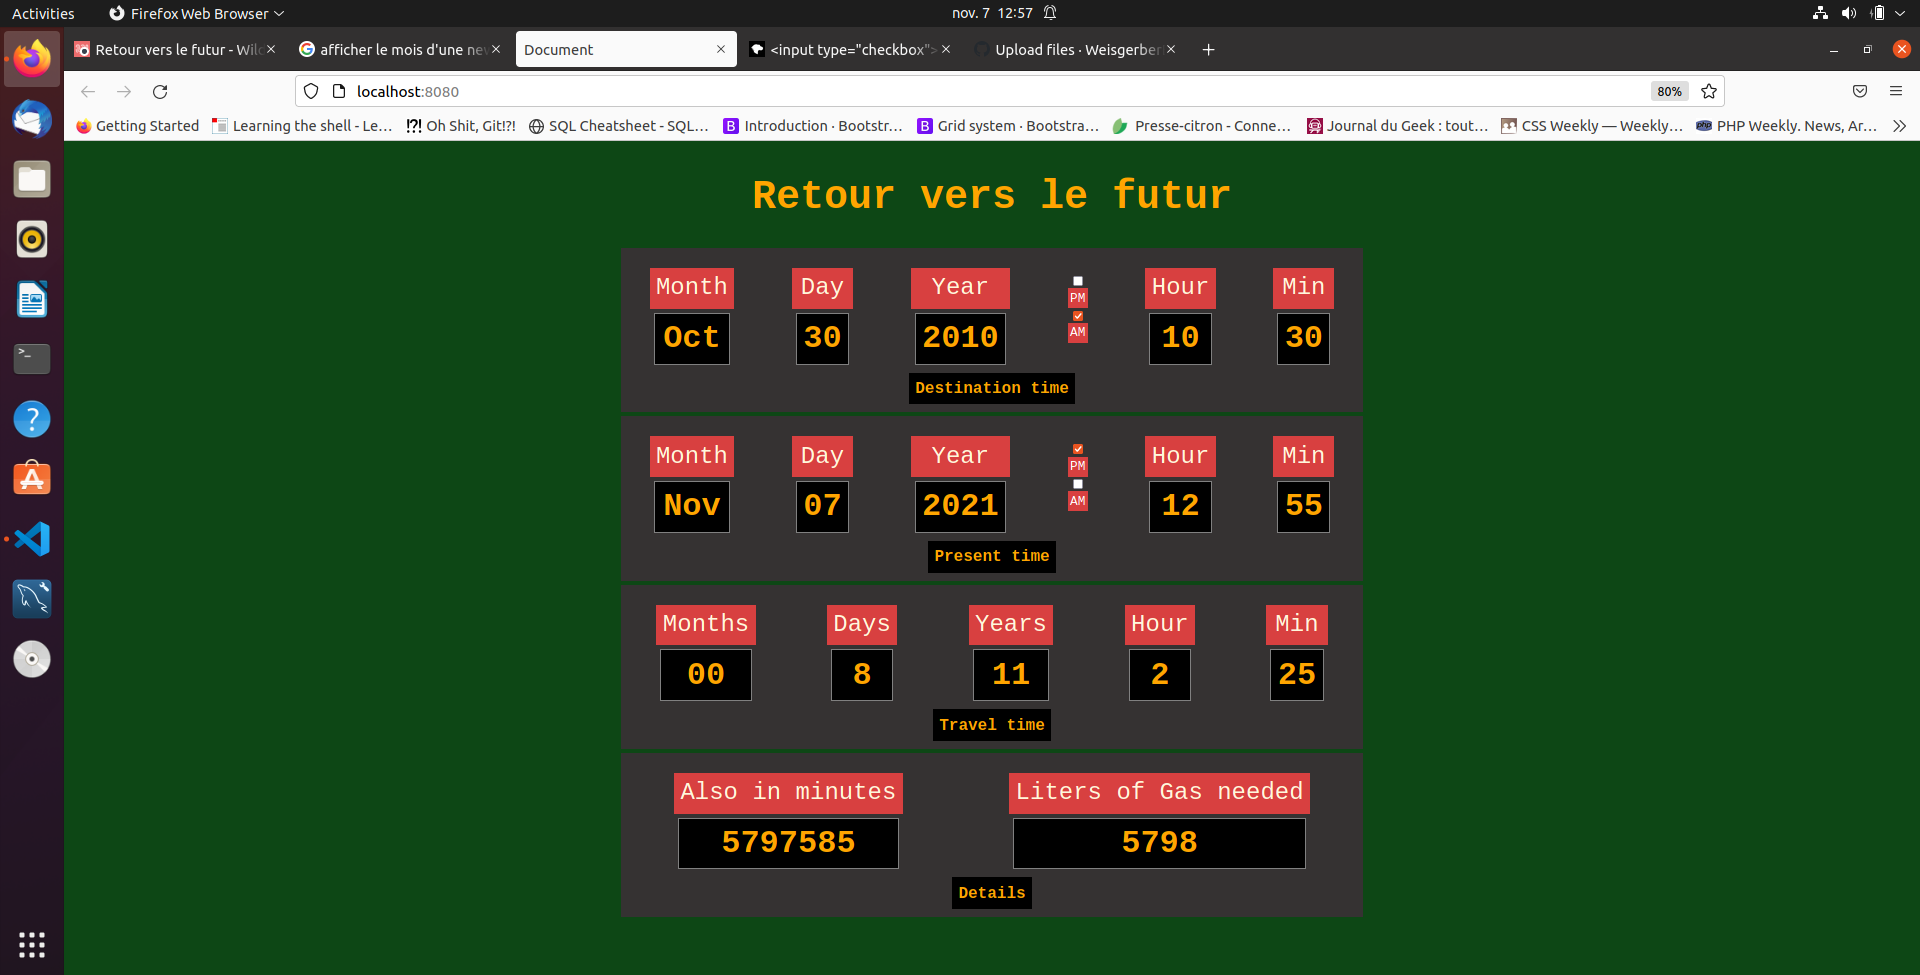 Activities
Firefox Web Browser
nov. 7 12:57
Retour vers le futur - Wild
afficher le mois d'une ne
Document
<input type="checkbox">
Upload files · Weisgerber
localhost:8080
80%
Getting Started
Learning the shell - Le…
Oh Shit, Git!?!
SQL Cheatsheet - SQL…
Introduction · Bootstr…
Grid system · Bootstra…
Presse-citron - Conne…
Journal du Geek : tout…
CSS Weekly — Weekly…
PHP Weekly. News, Ar…
Retour vers le futur
Month Day Year PM AM Hour Min
Oct 30 2010 10 30
Destination time
Month Day Year PM AM Hour Min
Nov 07 2021 12 55
Present time
Months Days Years Hour Min
00 8 11 2 25
Travel time
Also in minutes Liters of Gas needed
5797585 5798
Details